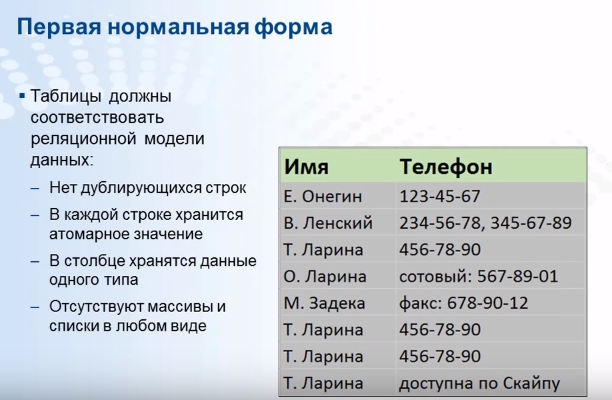 Первая нормальная форма
Таблицы должны
соответствовать
реляционной модели
данных:
– Нет дублирующихся строк
– В каждой строке хранится
атомарное значение
– В столбце хранятся данные
одного типа
– Отсутствуют массивы и
списки в любом виде
Имя Телефон
Е. Онегин 123-45-67
В. Ленский 234-56-78, 345-67-89
Т. Ларина 456-78-90
О. Ларина сотовый: 567-89-01
М. Задека факс: 678-90-12
Т. Ларина 456-78-90
Т. Ларина 456-78-90
Т. Ларина доступна по Скайпу